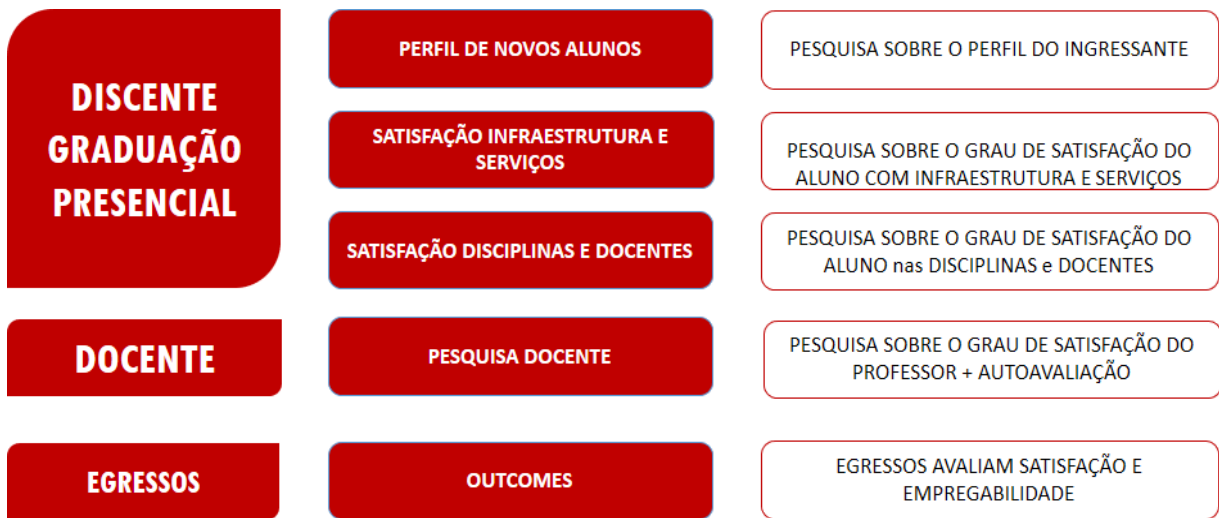 DISCENTE
GRADUAÇÃO
PRESENCIAL
PERFIL DE NOVOS ALUNOS
PESQUISA SOBRE O PERFIL DO INGRESSANTE
SATISFAÇÃO INFRAESTRUTURA E
SERVIÇOS
PESQUISA SOBRE O GRAU DE SATISFAÇÃO DO
ALUNO COM INFRAESTRUTURA E SERVIÇOS
SATISFAÇÃO DISCIPLINAS E DOCENTES
PESQUISA SOBRE O GRAU DE SATISFAÇÃO DO
ALUNO nas DISCIPLINAS e DOCENTES
DOCENTE
PESQUISA DOCENTE
PESQUISA SOBRE O GRAU DE SATISFAÇÃO DO
PROFESSOR + AUTOAVALIAÇÃO
EGRESSOS
OUTCOMES
EGRESSOS AVALIAM SATISFAÇÃO E
EMPREGABILIDADE